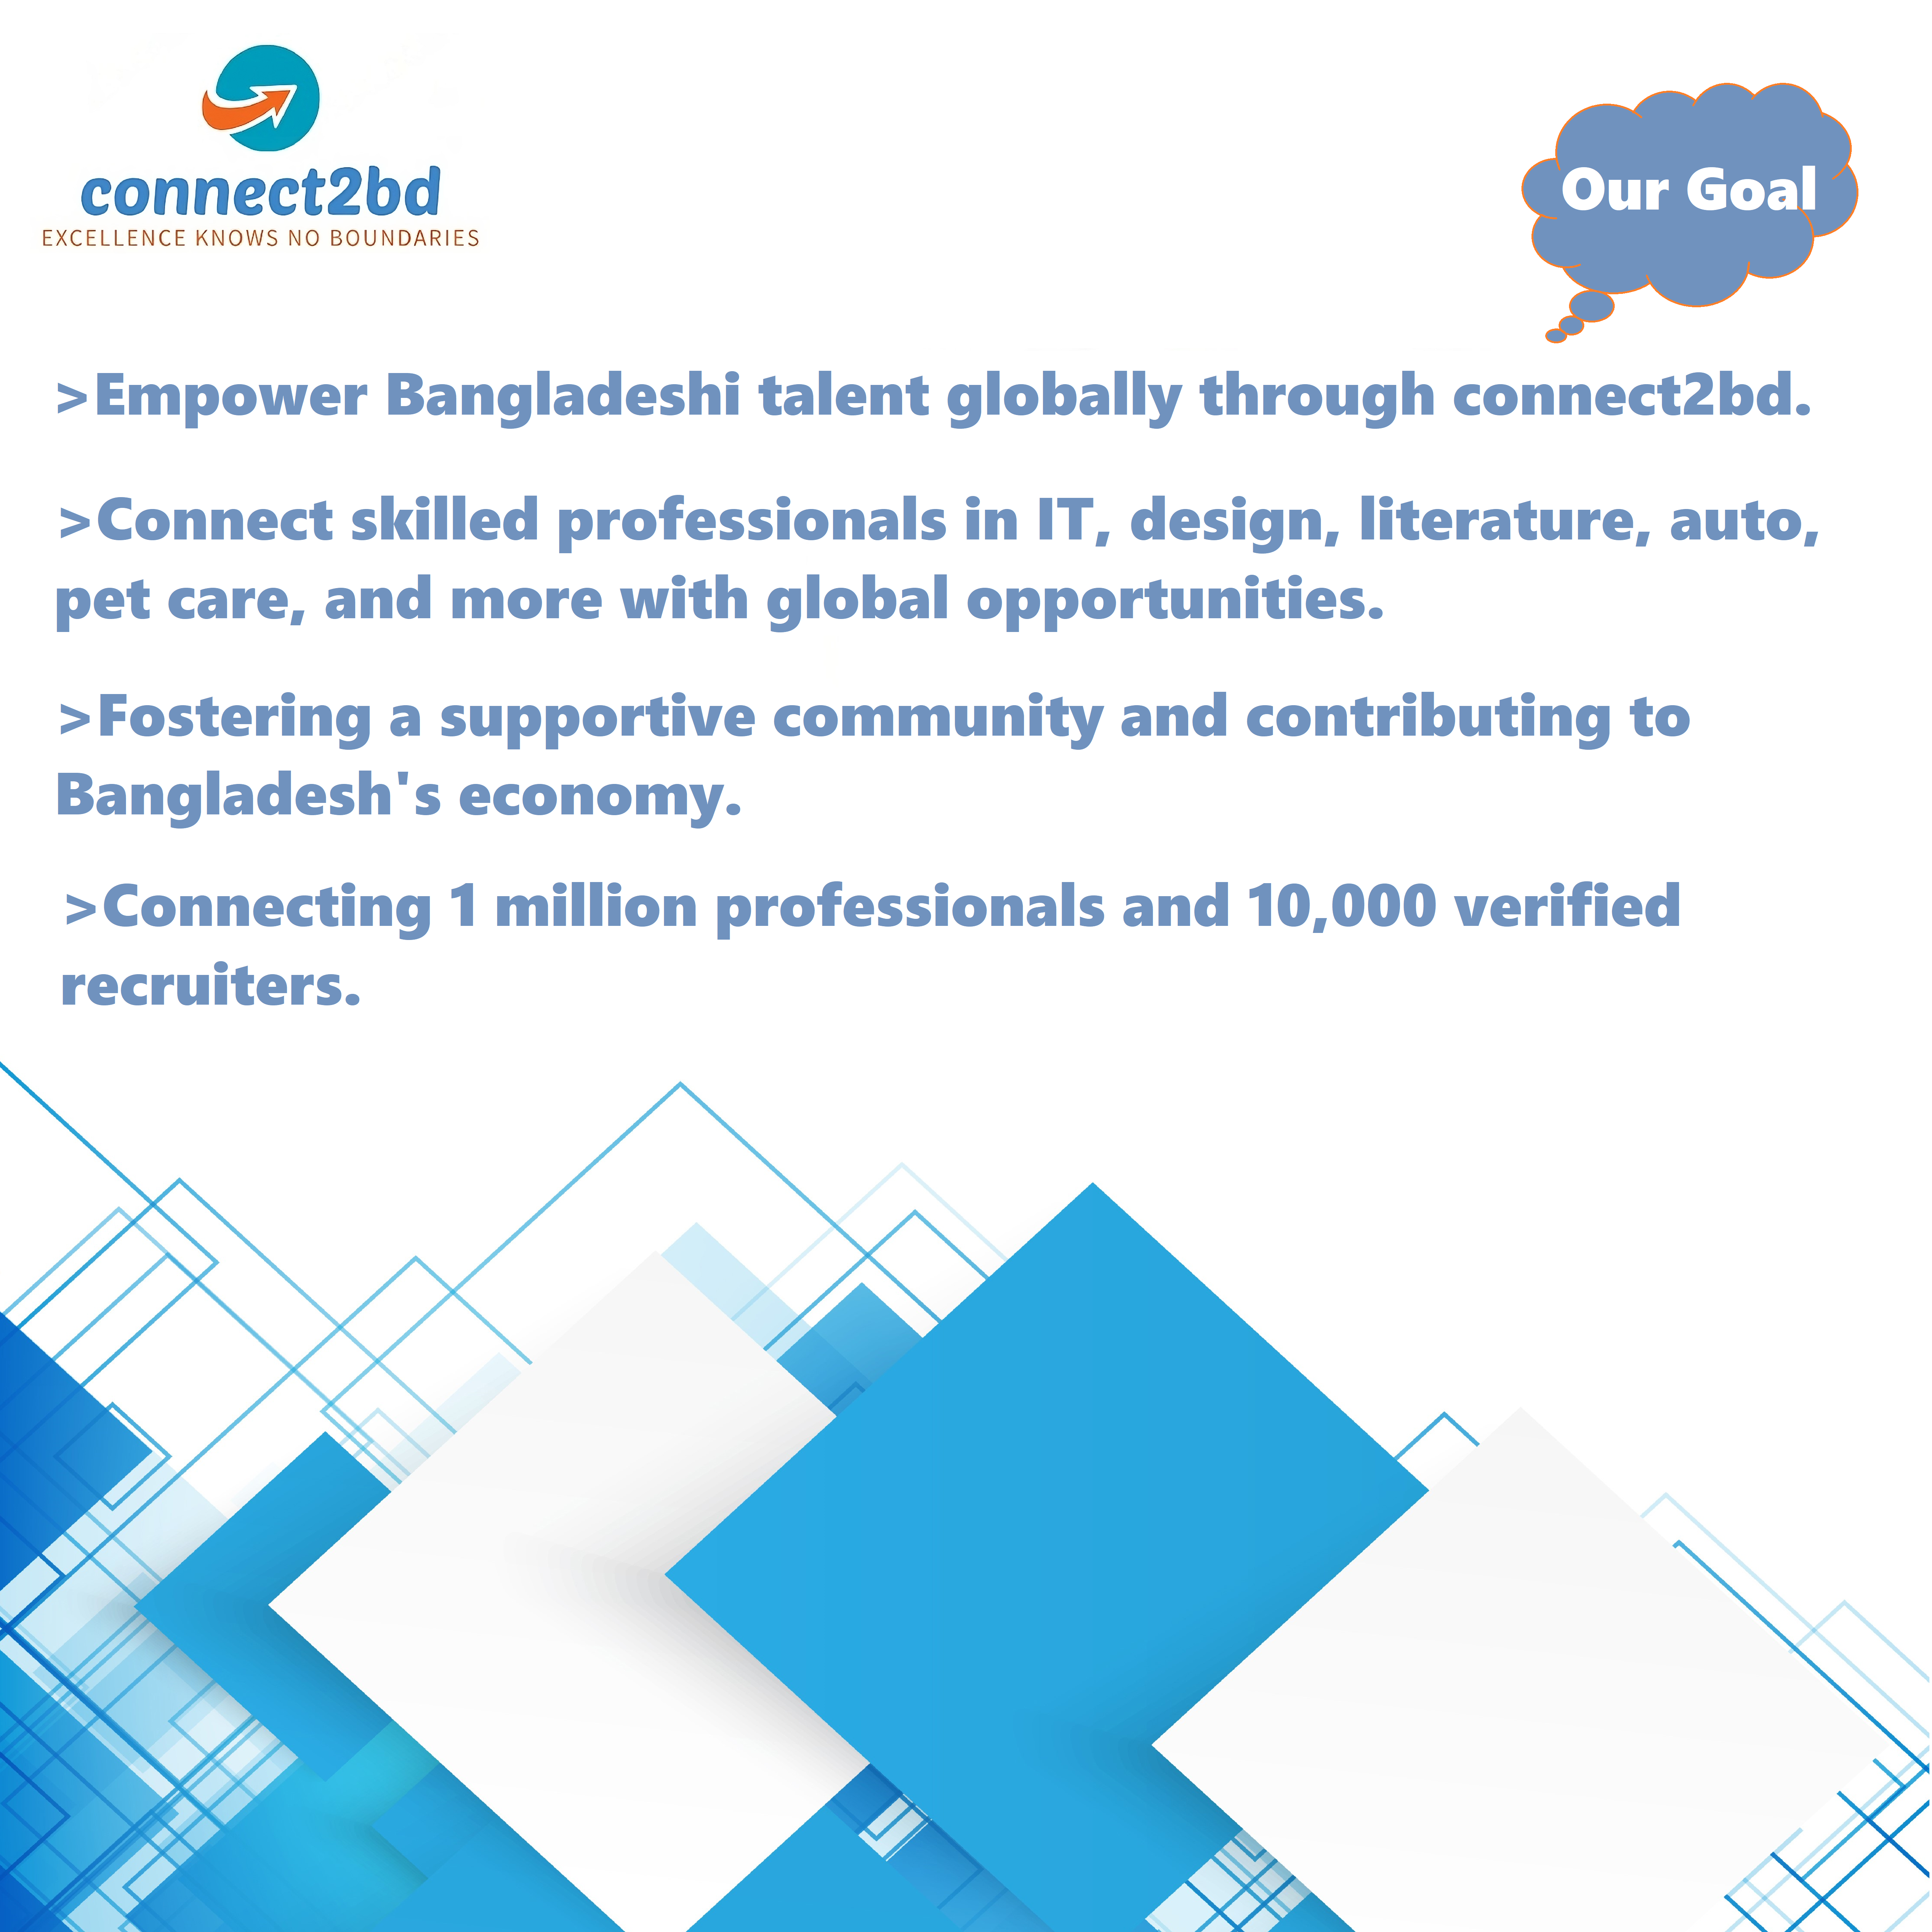 connect2bd
EXCELLENCE KNOWS NO BOUNDARIES
Our Goal
>Empower Bangladeshi talent globally through connect2bd.
>Connect skilled professionals in IT, design, literature, auto,
pet care, and more with global opportunities.
>Fostering a supportive community and contributing to
Bangladesh's economy.
>Connecting 1 million professionals and 10,000 verified
recruiters.